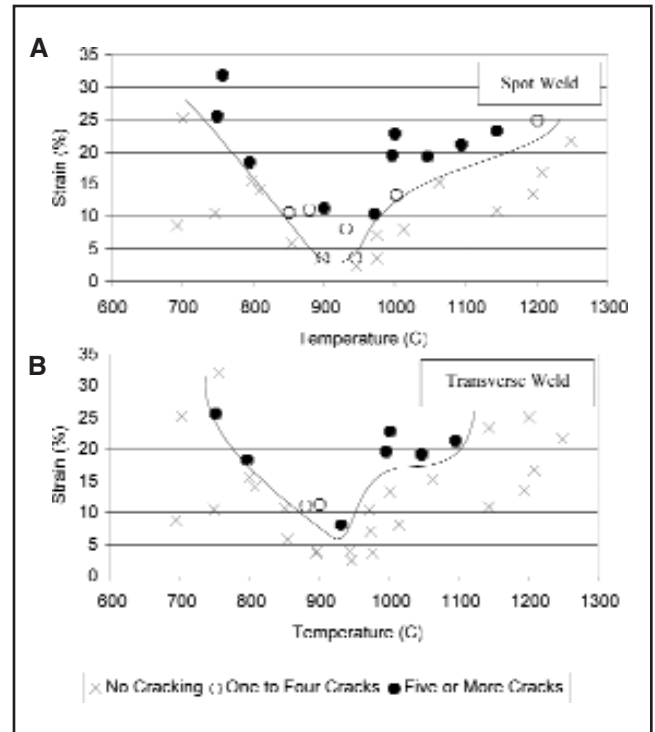 A
35
30
25
20
15
10
5
0
Strain (%)
Spot Weld
600 700 800 900 1000 1100 1200 1300
Temperature (C)
B
35
30
25
20
15
10
5
0
Strain (%)
Transverse Weld
600 700 800 900 1000 1100 1200 1300
Temperature (C)
No Cracking One to Four Cracks Five or More Cracks